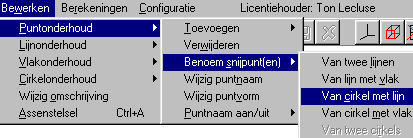 Bewerken Berekeningen Configuratie Licentiehouder: Ton Lecluse
Puntonderhoud
Lijnonderhoud
Vlakonderhoud
Cirkelonderhoud
Wijzig omschrijving
Assenstelsel Ctrl+A
Toevoegen
Verwijderen
Benoem snijpunt(en)
Wijzig puntnaam
Wijzig puntvorm
Puntnaam aan/uit
Van twee lijnen
Van lijn met vlak
Van cirkel met lijn
Van cirkel met vlak
Van twee cirkels